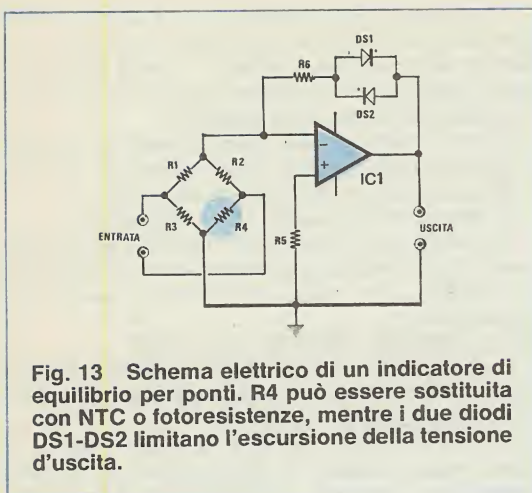 DS1
R6
DS2
R1
R2
−
+
IC1
ENTRATA
R3
R4
R5
USCITA
Fig. 13 Schema elettrico di un indicatore di
equilibrio per ponti. R4 può essere sostituita
con NTC o fotoresistenze, mentre i due diodi
DS1-DS2 limitano l'escursione della tensione
d'uscita.